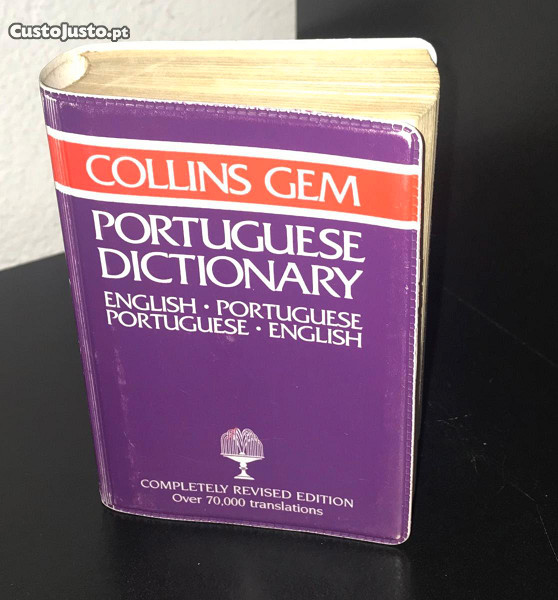 CustoJusto.pt
COLLINS GEM
PORTUGUESE
DICTIONARY
ENGLISH • PORTUGUESE
PORTUGUESE • ENGLISH
COMPLETELY REVISED EDITION
Over 70,000 translations